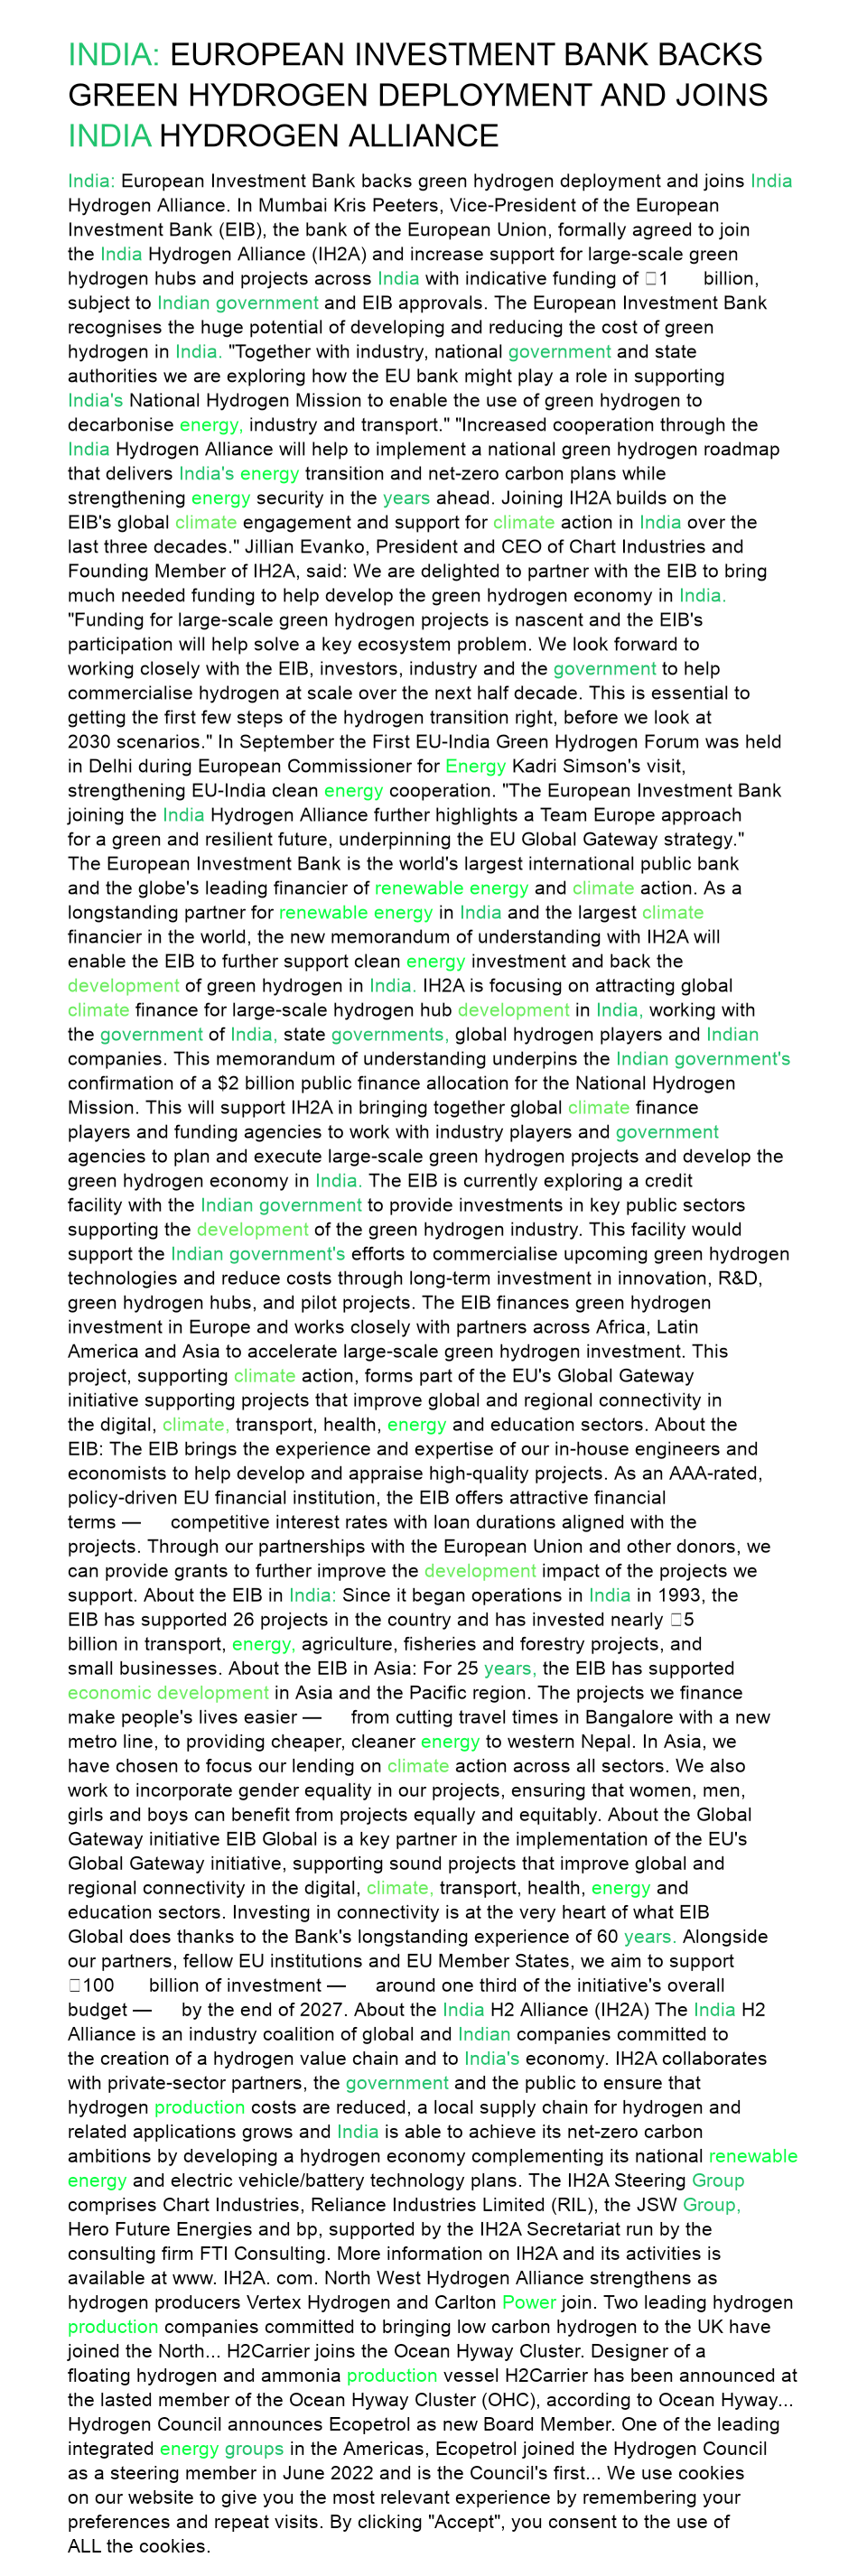 INDIA: EUROPEAN INVESTMENT BANK BACKS
GREEN HYDROGEN DEPLOYMENT AND JOINS
INDIA HYDROGEN ALLIANCE
India: European Investment Bank backs green hydrogen deployment and joins India
Hydrogen Alliance. In Mumbai Kris Peeters, Vice-President of the European
Investment Bank (EIB), the bank of the European Union, formally agreed to join
the India Hydrogen Alliance (IH2A) and increase support for large-scale green
hydrogen hubs and projects across India with indicative funding of 1 billion,
subject to Indian government and EIB approvals. The European Investment Bank
recognises the huge potential of developing and reducing the cost of green
hydrogen in India. "Together with industry, national government and state
authorities we are exploring how the EU bank might play a role in supporting
India's National Hydrogen Mission to enable the use of green hydrogen to
decarbonise energy, industry and transport." "Increased cooperation through the
India Hydrogen Alliance will help to implement a national green hydrogen roadmap
that delivers India's energy transition and net-zero carbon plans while
strengthening energy security in the years ahead. Joining IH2A builds on the
EIB's global climate engagement and support for climate action in India over the
last three decades." Jillian Evanko, President and CEO of Chart Industries and
Founding Member of IH2A, said: We are delighted to partner with the EIB to bring
much needed funding to help develop the green hydrogen economy in India.
"Funding for large-scale green hydrogen projects is nascent and the EIB's
participation will help solve a key ecosystem problem. We look forward to
working closely with the EIB, investors, industry and the government to help
commercialise hydrogen at scale over the next half decade. This is essential to
getting the first few steps of the hydrogen transition right, before we look at
2030 scenarios." In September the First EU-India Green Hydrogen Forum was held
in Delhi during European Commissioner for Energy Kadri Simson's visit,
strengthening EU-India clean energy cooperation. "The European Investment Bank
joining the India Hydrogen Alliance further highlights a Team Europe approach
for a green and resilient future, underpinning the EU Global Gateway strategy."
The European Investment Bank is the world's largest international public bank
and the globe's leading financier of renewable energy and climate action. As a
longstanding partner for renewable energy in India and the largest climate
financier in the world, the new memorandum of understanding with IH2A will
enable the EIB to further support clean energy investment and back the
development of green hydrogen in India. IH2A is focusing on attracting global
climate finance for large-scale hydrogen hub development in India, working with
the government of India, state governments, global hydrogen players and Indian
companies. This memorandum of understanding underpins the Indian government's
confirmation of a $2 billion public finance allocation for the National Hydrogen
Mission. This will support IH2A in bringing together global climate finance
players and funding agencies to work with industry players and government
agencies to plan and execute large-scale green hydrogen projects and develop the
green hydrogen economy in India. The EIB is currently exploring a credit
facility with the Indian government to provide investments in key public sectors
supporting the development of the green hydrogen industry. This facility would
support the Indian government's efforts to commercialise upcoming green hydrogen
technologies and reduce costs through long-term investment in innovation, R&D,
green hydrogen hubs, and pilot projects. The EIB finances green hydrogen
investment in Europe and works closely with partners across Africa, Latin
America and Asia to accelerate large-scale green hydrogen investment. This
project, supporting climate action, forms part of the EU's Global Gateway
initiative supporting projects that improve global and regional connectivity in
the digital, climate, transport, health, energy and education sectors. About the
EIB: The EIB brings the experience and expertise of our in-house engineers and
economists to help develop and appraise high-quality projects. As an AAA-rated,
policy-driven EU financial institution, the EIB offers attractive financial
terms — competitive interest rates with loan durations aligned with the
projects. Through our partnerships with the European Union and other donors, we
can provide grants to further improve the development impact of the projects we
support. About the EIB in India: Since it began operations in India in 1993, the
EIB has supported 26 projects in the country and has invested nearly 5
billion in transport, energy, agriculture, fisheries and forestry projects, and
small businesses. About the EIB in Asia: For 25 years, the EIB has supported
economic development in Asia and the Pacific region. The projects we finance
make people's lives easier — from cutting travel times in Bangalore with a new
metro line, to providing cheaper, cleaner energy to western Nepal. In Asia, we
have chosen to focus our lending on climate action across all sectors. We also
work to incorporate gender equality in our projects, ensuring that women, men,
girls and boys can benefit from projects equally and equitably. About the Global
Gateway initiative EIB Global is a key partner in the implementation of the EU's
Global Gateway initiative, supporting sound projects that improve global and
regional connectivity in the digital, climate, transport, health, energy and
education sectors. Investing in connectivity is at the very heart of what EIB
Global does thanks to the Bank's longstanding experience of 60 years. Alongside
our partners, fellow EU institutions and EU Member States, we aim to support
100 billion of investment — around one third of the initiative's overall
budget — by the end of 2027. About the India H2 Alliance (IH2A) The India H2
Alliance is an industry coalition of global and Indian companies committed to
the creation of a hydrogen value chain and to India's economy. IH2A collaborates
with private-sector partners, the government and the public to ensure that
hydrogen production costs are reduced, a local supply chain for hydrogen and
related applications grows and India is able to achieve its net-zero carbon
ambitions by developing a hydrogen economy complementing its national renewable
energy and electric vehicle/battery technology plans. The IH2A Steering Group
comprises Chart Industries, Reliance Industries Limited (RIL), the JSW Group,
Hero Future Energies and bp, supported by the IH2A Secretariat run by the
consulting firm FTI Consulting. More information on IH2A and its activities is
available at www. IH2A. com. North West Hydrogen Alliance strengthens as
hydrogen producers Vertex Hydrogen and Carlton Power join. Two leading hydrogen
production companies committed to bringing low carbon hydrogen to the UK have
joined the North... H2Carrier joins the Ocean Hyway Cluster. Designer of a
floating hydrogen and ammonia production vessel H2Carrier has been announced at
the lasted member of the Ocean Hyway Cluster (OHC), according to Ocean Hyway...
Hydrogen Council announces Ecopetrol as new Board Member. One of the leading
integrated energy groups in the Americas, Ecopetrol joined the Hydrogen Council
as a steering member in June 2022 and is the Council's first... We use cookies
on our website to give you the most relevant experience by remembering your
preferences and repeat visits. By clicking "Accept", you consent to the use of
ALL the cookies.